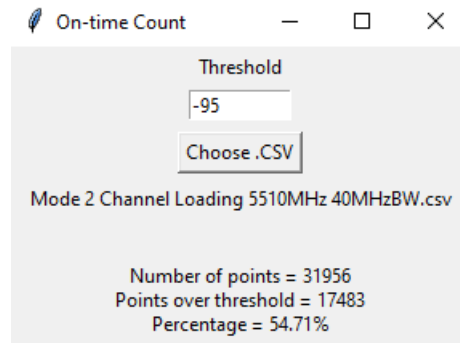 On-time Count
Threshold
-95
Choose .CSV
Mode 2 Channel Loading 5510MHz 40MHzBW.csv
Number of points = 31956
Points over threshold = 17483
Percentage = 54.71%